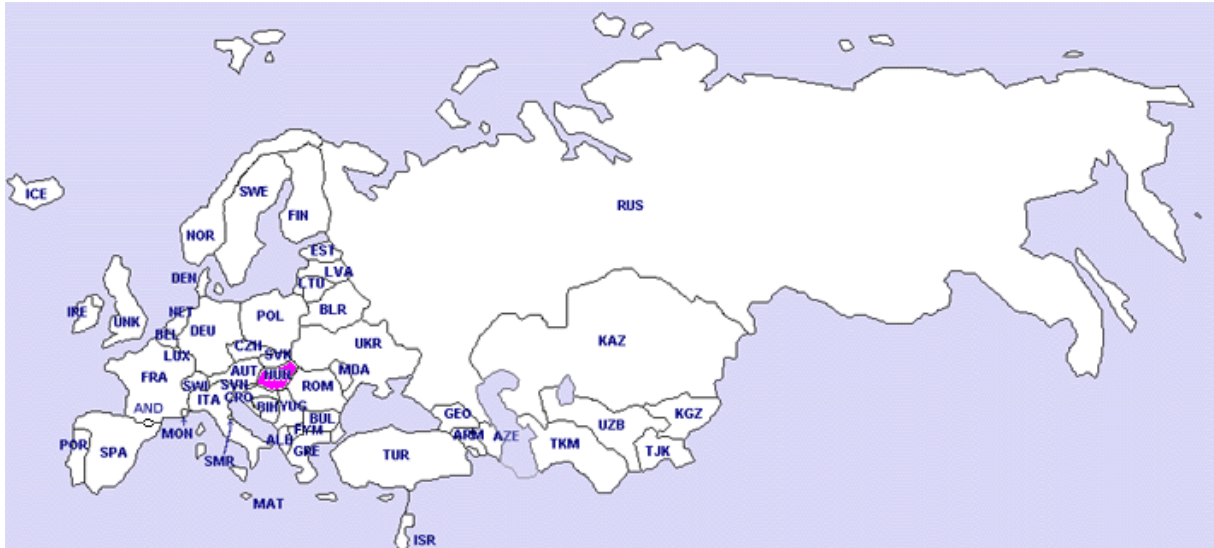 ICE
SWE
FIN
NOR
RUS
EST
LVA
LTU
DEN
IRE
UNK
NET
BEL
DEU
POL
BLR
LUX
CZH
SVK
UKR
KAZ
FRA
SWI
AUT
HUN
MDA
SVN
ROM
ITA
CRO
AND
BIH
YUG
BUL
GEO
KGZ
UZB
MON
FYM
ARM
AZE
POR
SPA
ALB
GRE
TUR
TKM
TJK
SMR
MAT
ISR